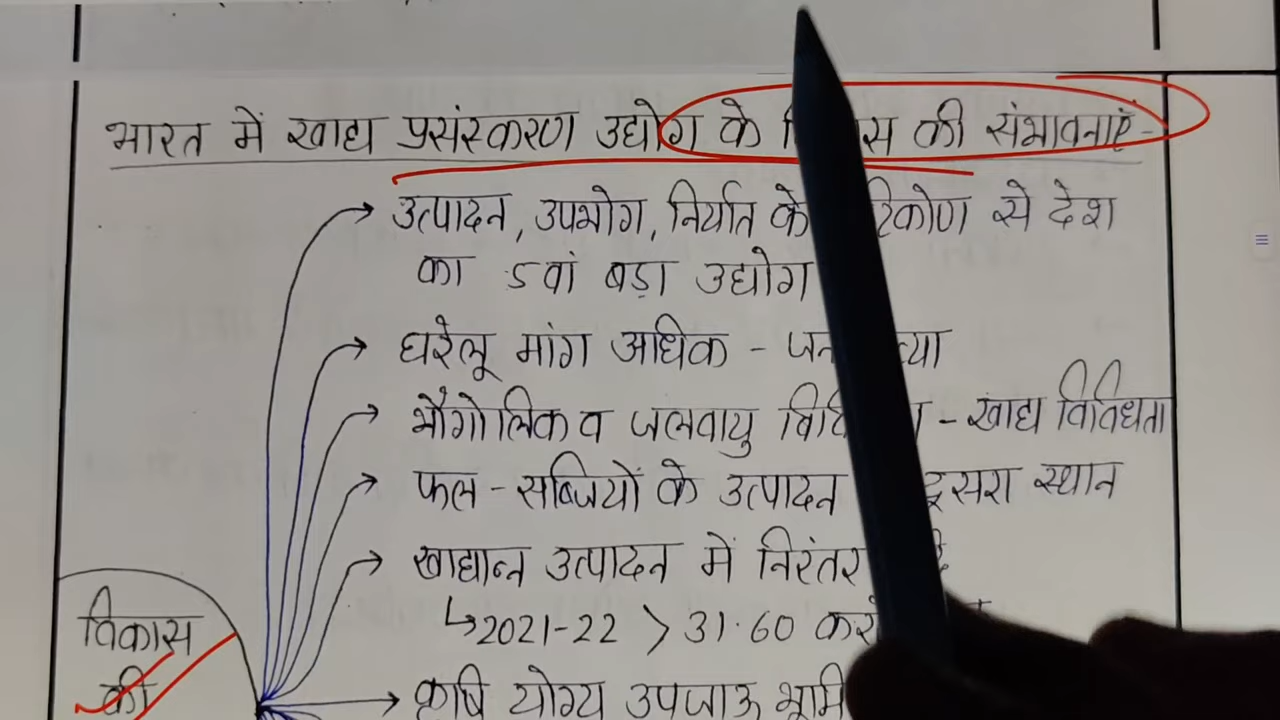 भारत में खाद्य प्रसंस्करण उद्योग के की संभावनाएं -
उत्पादन, उपभोग, निर्यात के से देश
का 5वां बड़ा उद्योग
घरेलू मांग अधिक -
भौगोलिक व जलवायु - खाद्य विविधता
फल - सब्जियों के उत्पादन दूसरा स्थान
खाद्यान्न उत्पादन में निरंतर
↳ 2021-22 > 31.60
कृषि योग्य उपजाऊ भूमि
विकास
की